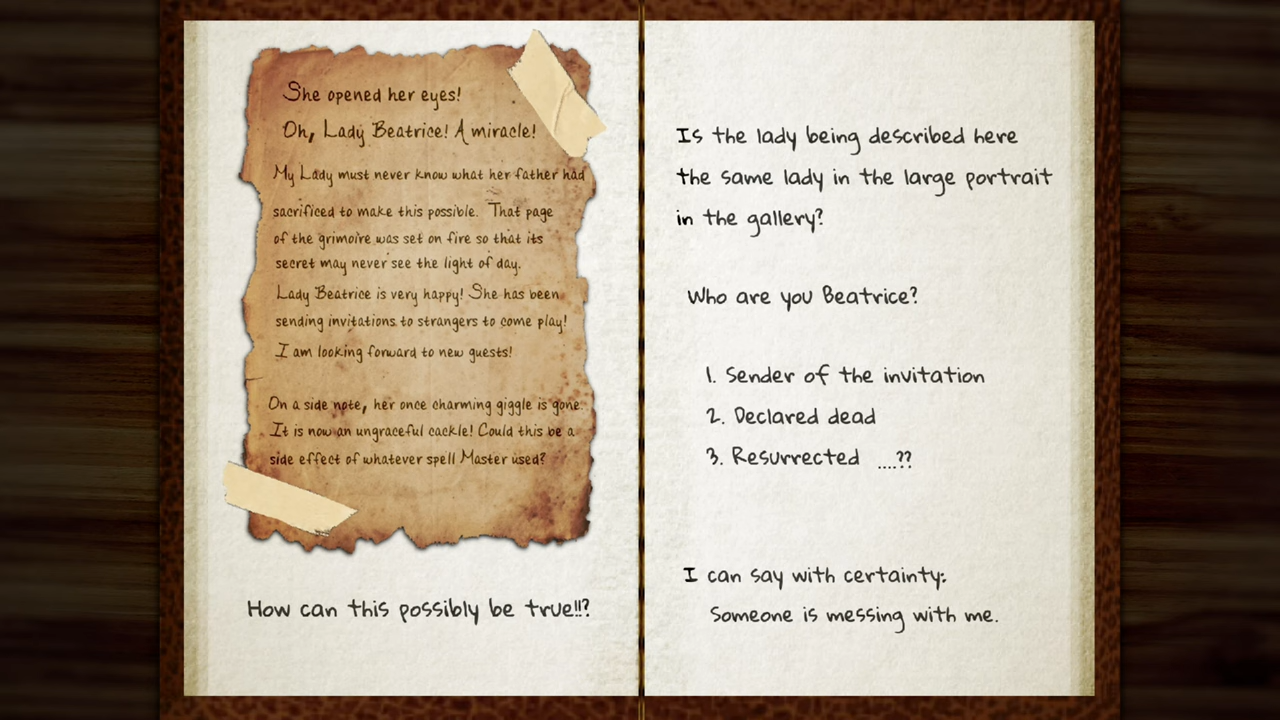 She opened her eyes!
Oh, Lady Beatrice! A miracle!
My Lady must never know what her father had
sacrificed to make this possible. That page
of the grimoire was set on fire so that its
secret may never see the light of day.
Lady Beatrice is very happy! She has been
sending invitations to strangers to come play!
I am looking forward to new guests!
On a side note, her once charming giggle is gone.
It is now an ungraceful cackle! Could this be a
side effect of whatever spell Master used?
How can this possibly be true!!?
Is the lady being described here
the same lady in the large portrait
in the gallery?
Who are you Beatrice?
1. Sender of the invitation
2. Declared dead
3. Resurrected ....??
I can say with certainty:
Someone is messing with me.